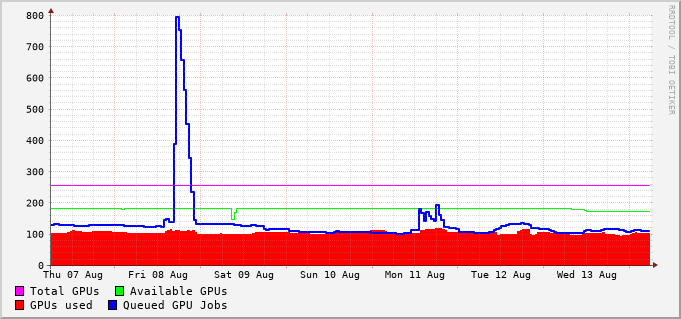 800
700
600
500
400
300
200
100
0
Thu 07 Aug Fri 08 Aug Sat 09 Aug Sun 10 Aug Mon 11 Aug Tue 12 Aug Wed 13 Aug
Total GPUs Available GPUs
GPUs used Queued GPU Jobs
RRDTOOL / TOBI OETIKER